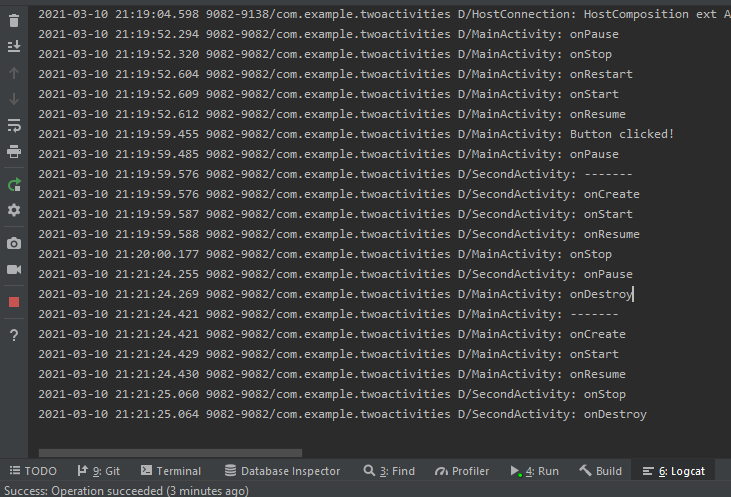 2021-03-10 21:19:04.598 9082-9138/com.example.twoactivities D/HostConnection: HostComposition ext A
2021-03-10 21:19:52.294 9082-9082/com.example.twoactivities D/MainActivity: onPause
2021-03-10 21:19:52.320 9082-9082/com.example.twoactivities D/MainActivity: onStop
2021-03-10 21:19:52.604 9082-9082/com.example.twoactivities D/MainActivity: onRestart
2021-03-10 21:19:52.609 9082-9082/com.example.twoactivities D/MainActivity: onStart
2021-03-10 21:19:52.612 9082-9082/com.example.twoactivities D/MainActivity: onResume
2021-03-10 21:19:59.455 9082-9082/com.example.twoactivities D/MainActivity: Button clicked!
2021-03-10 21:19:59.485 9082-9082/com.example.twoactivities D/MainActivity: onPause
2021-03-10 21:19:59.576 9082-9082/com.example.twoactivities D/SecondActivity: -------
2021-03-10 21:19:59.576 9082-9082/com.example.twoactivities D/SecondActivity: onCreate
2021-03-10 21:19:59.587 9082-9082/com.example.twoactivities D/SecondActivity: onStart
2021-03-10 21:19:59.588 9082-9082/com.example.twoactivities D/SecondActivity: onResume
2021-03-10 21:20:00.177 9082-9082/com.example.twoactivities D/MainActivity: onStop
2021-03-10 21:21:24.255 9082-9082/com.example.twoactivities D/SecondActivity: onPause
2021-03-10 21:21:24.269 9082-9082/com.example.twoactivities D/MainActivity: onDestroy
2021-03-10 21:21:24.421 9082-9082/com.example.twoactivities D/MainActivity: -------
2021-03-10 21:21:24.421 9082-9082/com.example.twoactivities D/MainActivity: onCreate
2021-03-10 21:21:24.429 9082-9082/com.example.twoactivities D/MainActivity: onStart
2021-03-10 21:21:24.430 9082-9082/com.example.twoactivities D/MainActivity: onResume
2021-03-10 21:21:25.060 9082-9082/com.example.twoactivities D/SecondActivity: onStop
2021-03-10 21:21:25.064 9082-9082/com.example.twoactivities D/SecondActivity: onDestroy
TODO 9: Git Terminal Database Inspector 3: Find Profiler 4: Run Build 6: Logcat
Success: Operation succeeded (3 minutes ago)